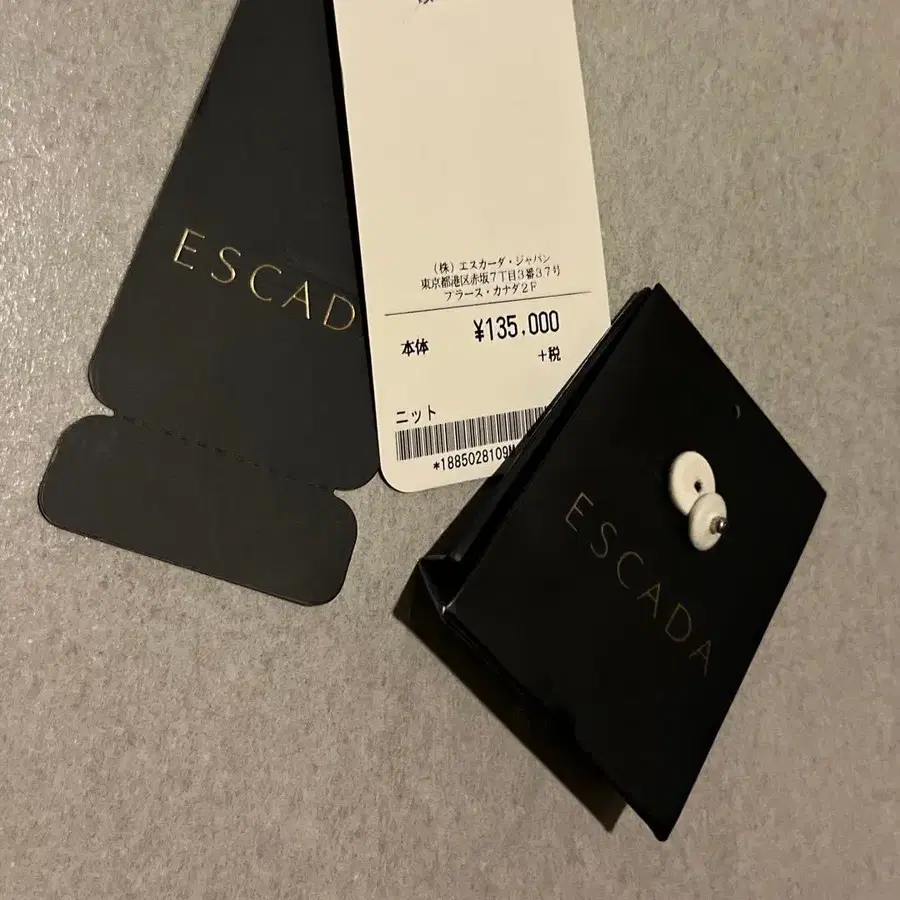 ESCAD
(株)エスカーダ・ジャパン
東京都港区赤坂7丁目3番37号
プラース・カナダ2F
本体 ¥135,000
+税
ニット
*1885028109M
ESCADA